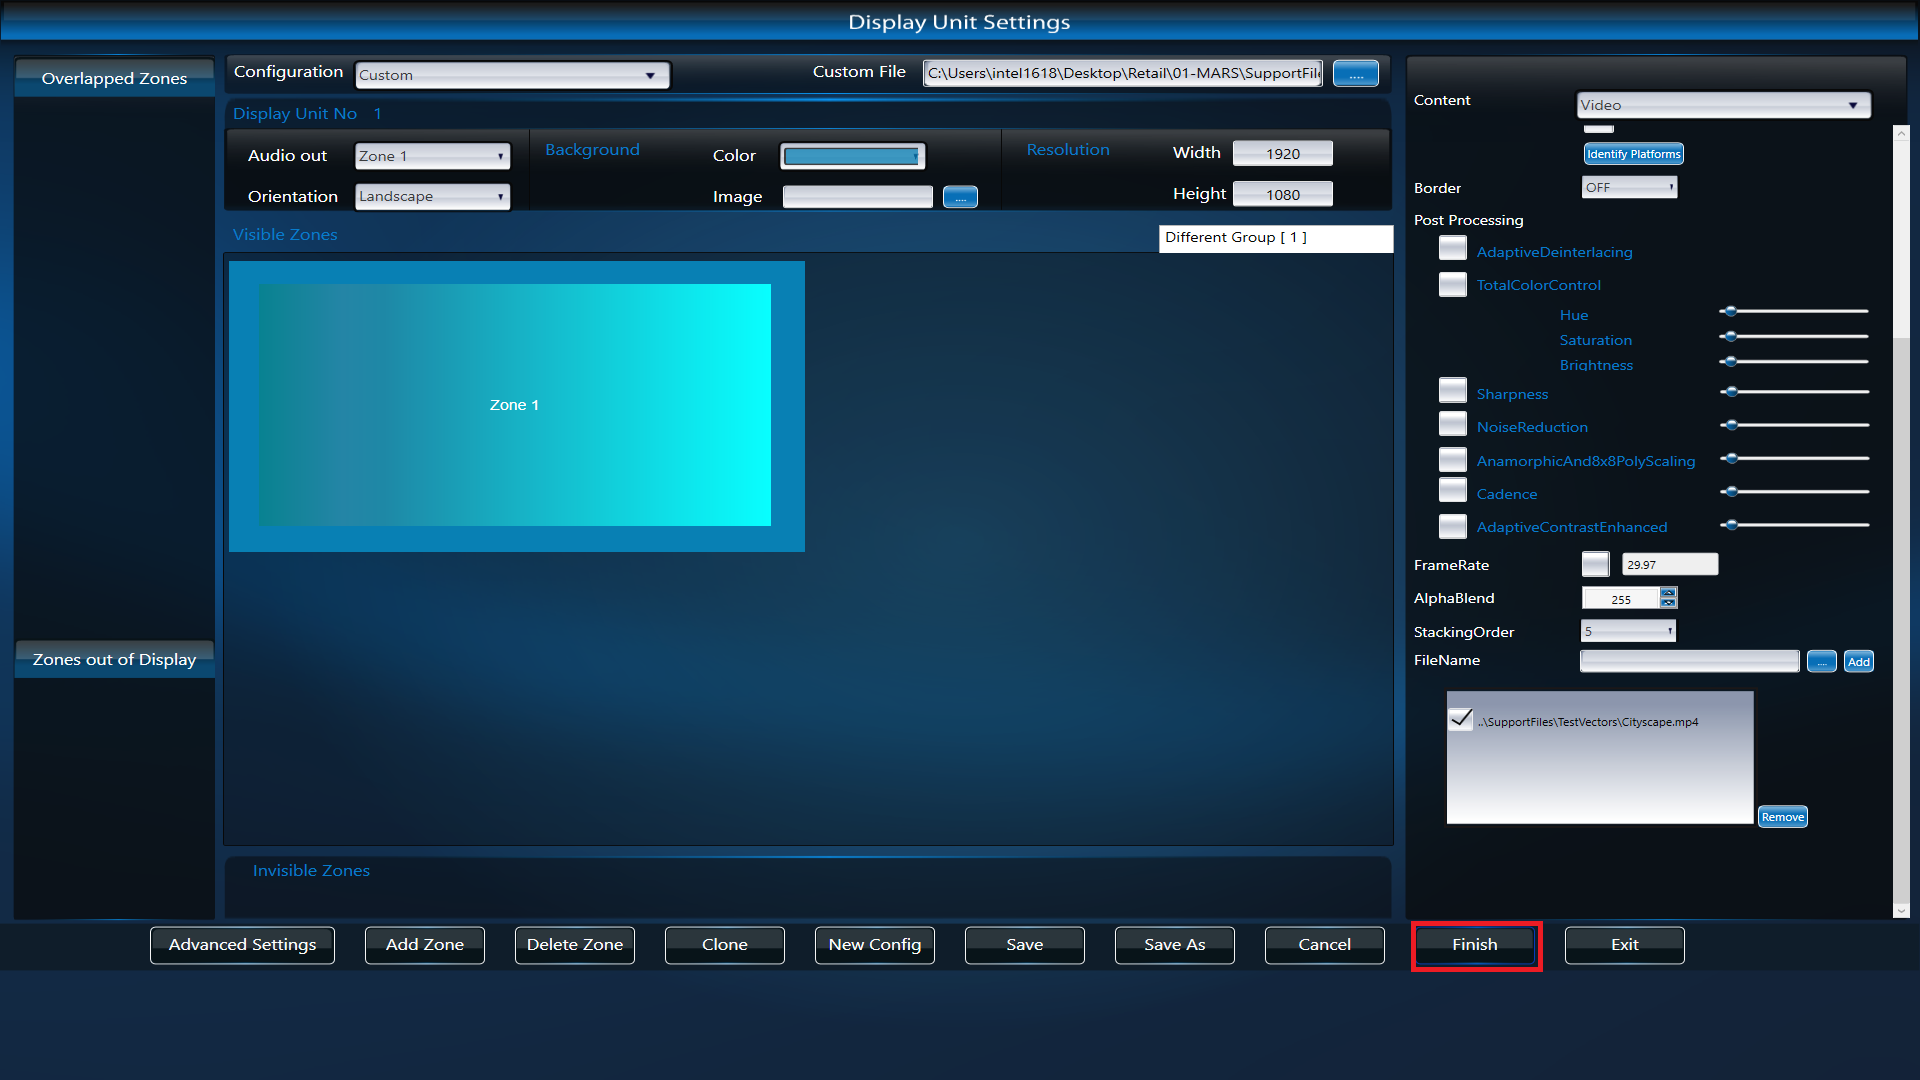 Display Unit Settings
Overlapped Zones
Configuration Custom
Custom File C:\Users\intel1618\Desktop\Retail\01-MARS\SupportFil
....
Display Unit No 1
Audio out Zone 1
Orientation Landscape
Background
Color
Image
....
Resolution
Width 1920
Height 1080
Visible Zones
Different Group [ 1 ]
Zone 1
Zones out of Display
Invisible Zones
Content Video
Identify Platforms
Border OFF
Post Processing
AdaptiveDeinterlacing
TotalColorControl
Hue
Saturation
Brightness
Sharpness
NoiseReduction
AnamorphicAnd8x8PolyScaling
Cadence
AdaptiveContrastEnhanced
FrameRate 29.97
AlphaBlend 255
StackingOrder 5
FileName .... Add
..\SupportFiles\TestVectors\Cityscape.mp4
Remove
Advanced Settings Add Zone Delete Zone Clone New Config Save Save As Cancel Finish Exit